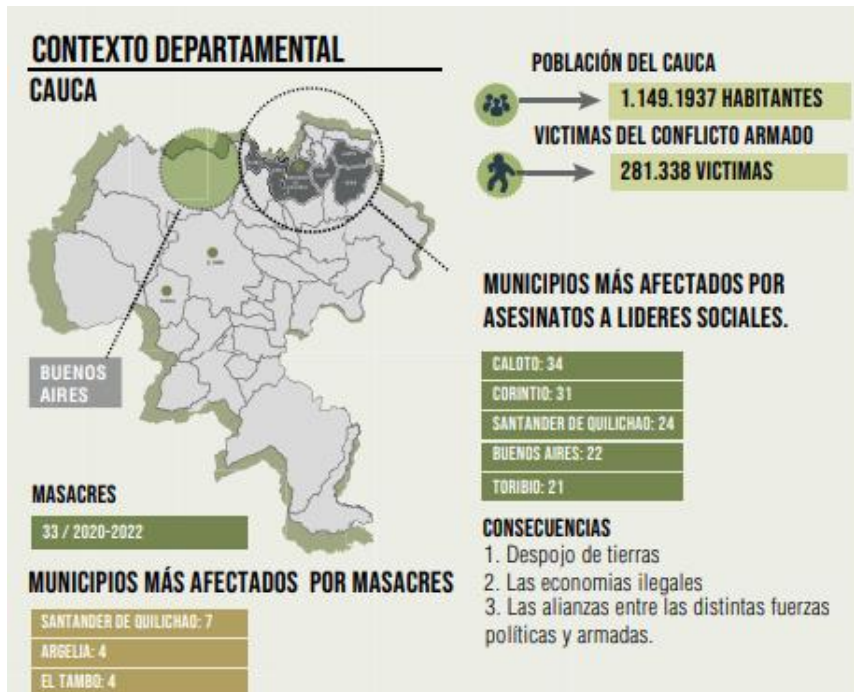 CONTEXTO DEPARTAMENTAL
CAUCA
BUENOS
AIRES
MASACRES
33 / 2020-2022
MUNICIPIOS MÁS AFECTADOS POR MASACRES
SANTANDER DE QUILICHAO: 7
ARGELIA: 4
EL TAMBO: 4
POBLACIÓN DEL CAUCA
1.149.1937 HABITANTES
VICTIMAS DEL CONFLICTO ARMADO
281.338 VICTIMAS
MUNICIPIOS MÁS AFECTADOS POR
ASESINATOS A LIDERES SOCIALES.
CALOTO: 34
CORINTIO: 31
SANTANDER DE QUILICHAO: 24
BUENOS AIRES: 22
TORIBIO: 21
CONSECUENCIAS
1. Despojo de tierras
2. Las economias ilegales
3. Las alianzas entre las distintas fuerzas
políticas y armadas.